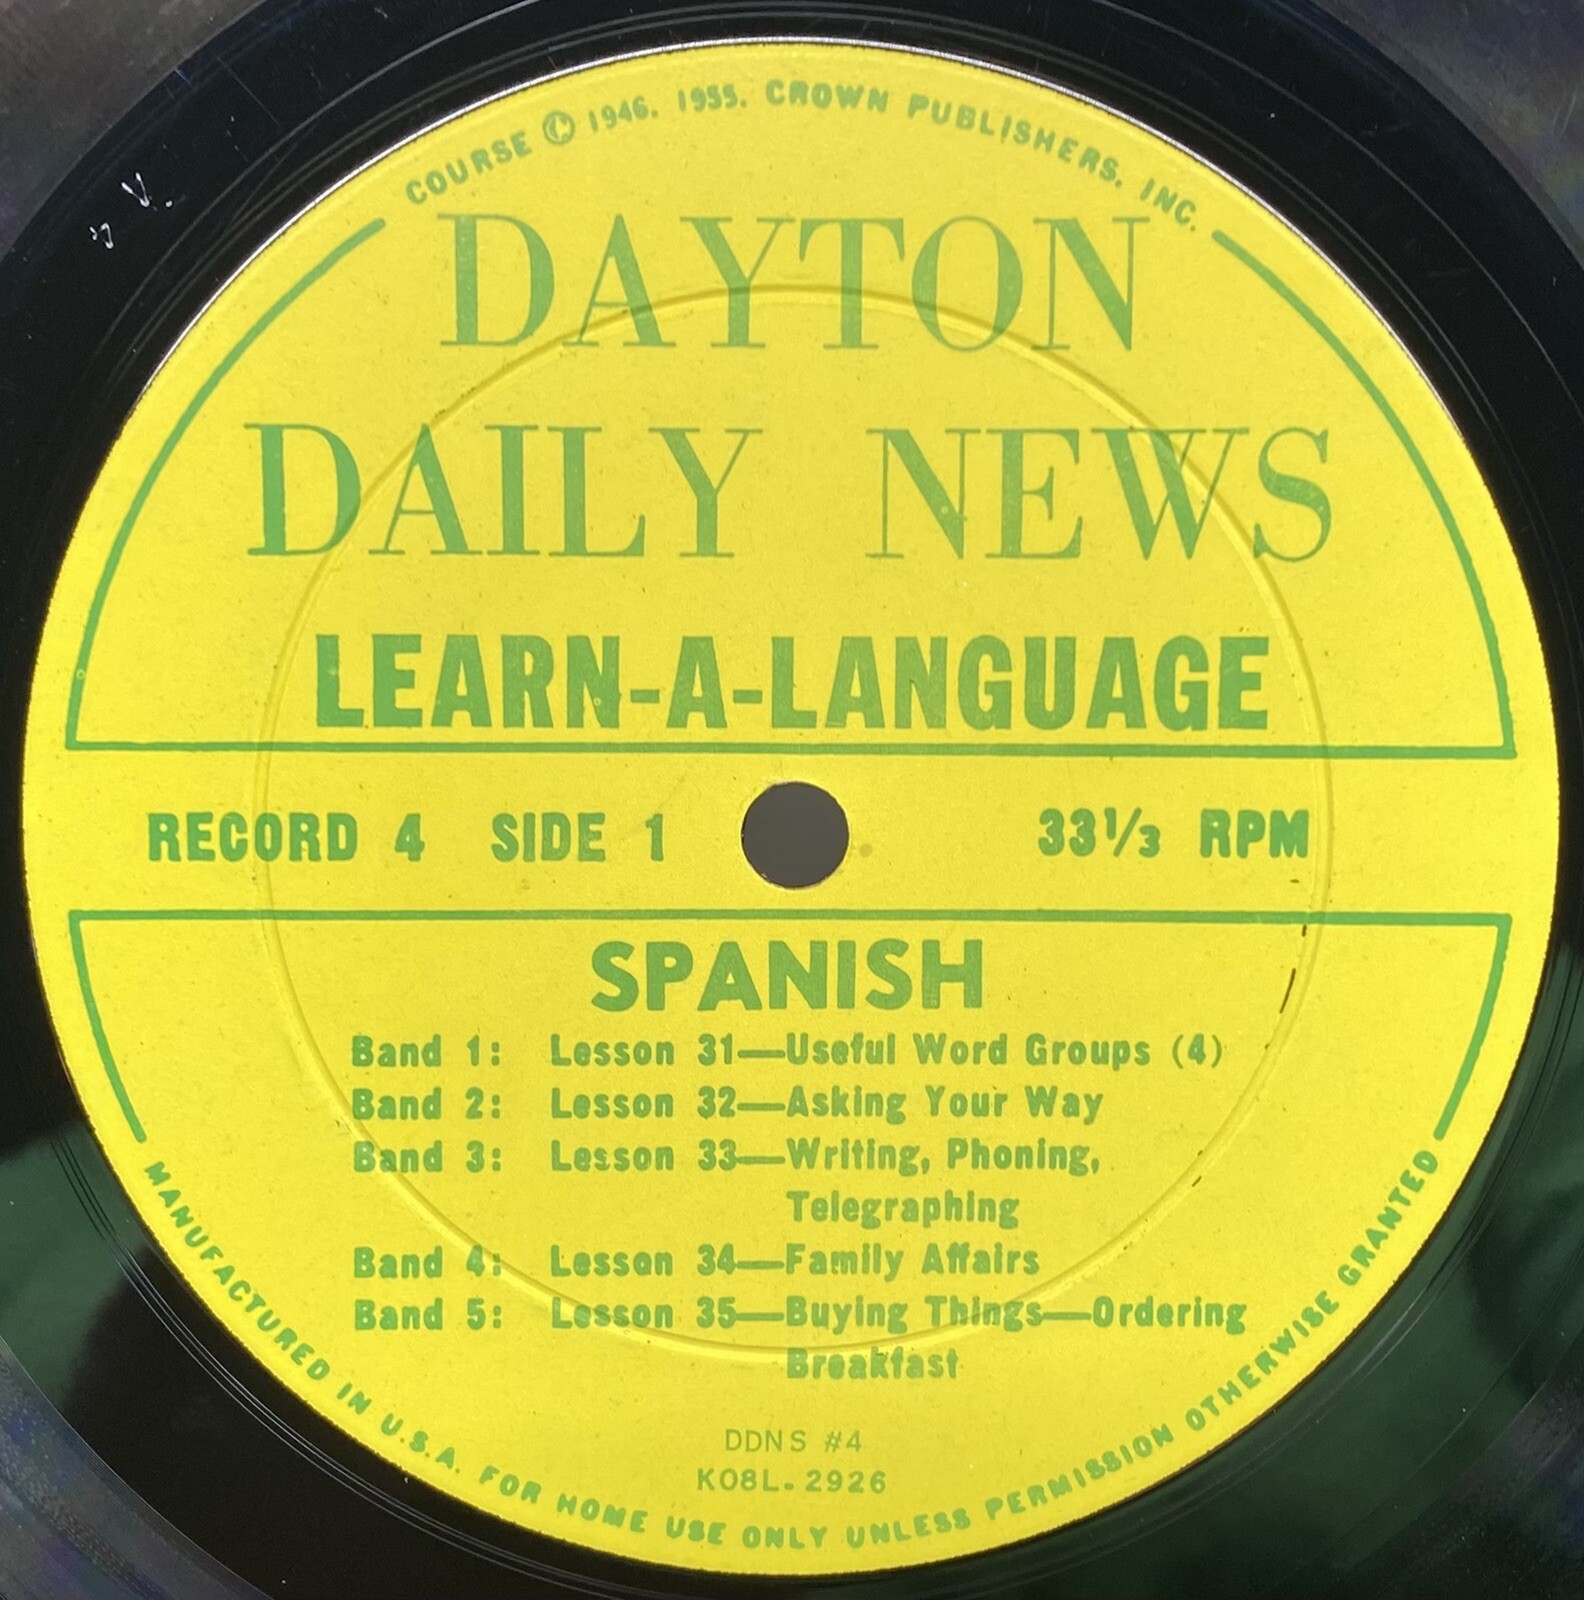 COURSE © 1946, 1955, CROWN PUBLISHERS, INC.
DAYTON
DAILY NEWS
LEARN-A-LANGUAGE
RECORD 4 SIDE 1 33⅓ RPM
SPANISH
Band 1: Lesson 31—Useful Word Groups (4)
Band 2: Lesson 32—Asking Your Way
Band 3: Lesson 33—Writing, Phoning,
Telegraphing
Band 4: Lesson 34—Family Affairs
Band 5: Lesson 35—Buying Things—Ordering
Breakfast
DDNS #4
K08L-2926
MANUFACTURED IN U.S.A. FOR HOME USE ONLY UNLESS PERMISSION OTHERWISE GRANTED